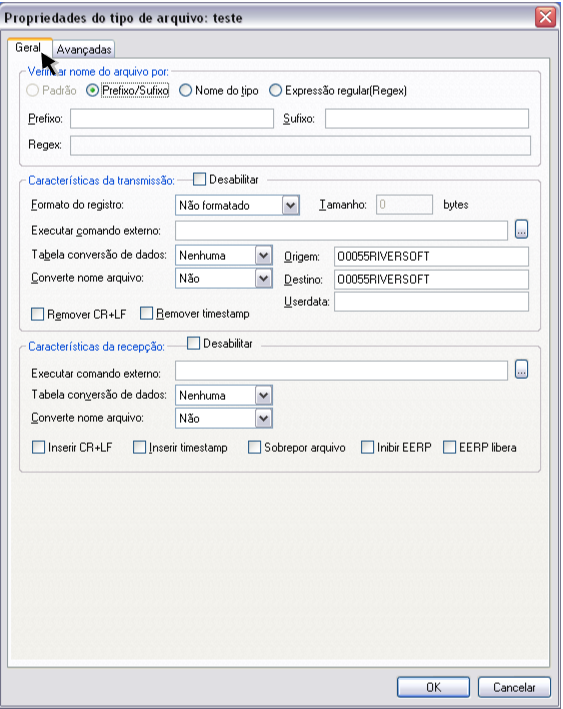 Propriedades do tipo de arquivo: teste
Geral Avançadas
Verificar nome do arquivo por:
Padrão Prefixo/Sufixo Nome do tipo Expressão regular(Regex)
Prefixo: Sufixo:
Regex:
Características da transmissão: Desabilitar
Formato do registro: Não formatado Tamanho: 0 bytes
Executar comando externo: ...
Tabela conversão de dados: Nenhuma Origem: O0055RIVERSOFT
Converte nome arquivo: Não Destino: O0055RIVERSOFT
Userdata:
Remover CR+LF Remover timestamp
Características da recepção: Desabilitar
Executar comando externo: ...
Tabela conversão de dados: Nenhuma
Converte nome arquivo: Não
Inserir CR+LF Inserir timestamp Sobrepor arquivo Inibir EERP EERP libera
OK Cancelar